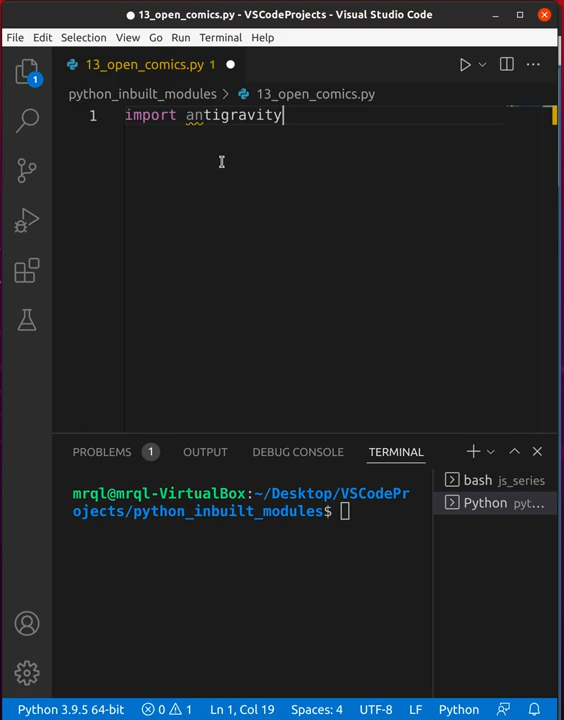 13_open_comics.py - VSCodeProjects - Visual Studio Code
File Edit Selection View Go Run Terminal Help
1
13_open_comics.py 1
python_inbuilt_modules > 13_open_comics.py
1 import antigravity
PROBLEMS 1 OUTPUT DEBUG CONSOLE TERMINAL
mrql@mrql-VirtualBox:~/Desktop/VSCodePr
ojects/python_inbuilt_modules$
bash js_series
Python pyt...
Python 3.9.5 64-bit 0 1 Ln 1, Col 19 Spaces: 4 UTF-8 LF Python